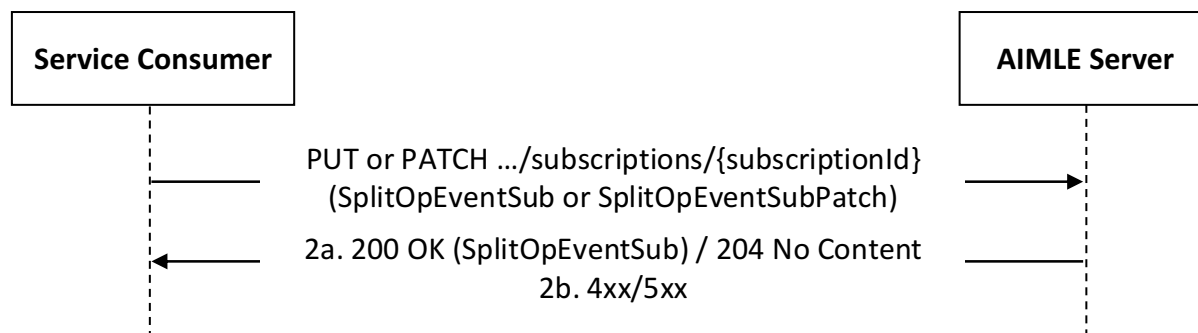 Service Consumer
AIMLE Server
PUT or PATCH …/subscriptions/{subscriptionId}
(SplitOpEventSub or SplitOpEventSubPatch)
2a. 200 OK (SplitOpEventSub) / 204 No Content
2b. 4xx/5xx